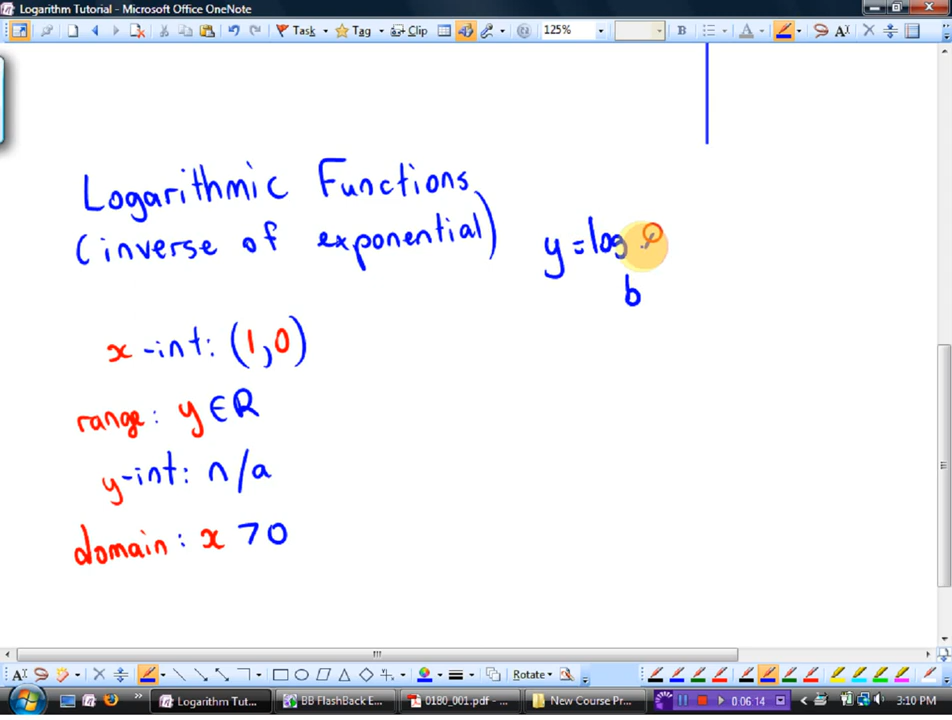 Logarithm Tutorial - Microsoft Office OneNote
Task Tag Clip 125% B A
Logarithmic Functions
(inverse of exponential)
y = log
b
x-int: (1,0)
range: y ∈ R
y-int: n/a
domain: x > 0
Rotate
Logarithm Tut... BB FlashBack E... 0180_001.pdf - ... New Course Pr... 06:14 3:10 PM